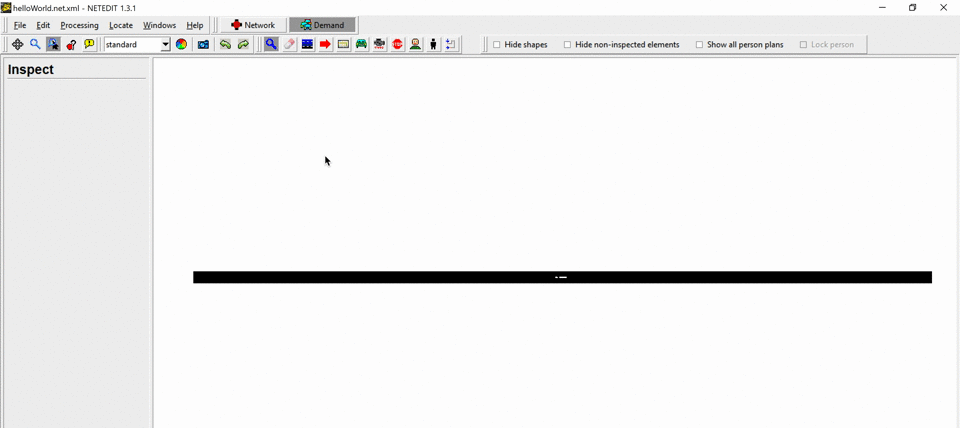 helloWorld.net.xml - NETEDIT 1.3.1
File Edit Processing Locate Windows Help Network Demand
standard Hide shapes Hide non-inspected elements Show all person plans Lock person
Inspect